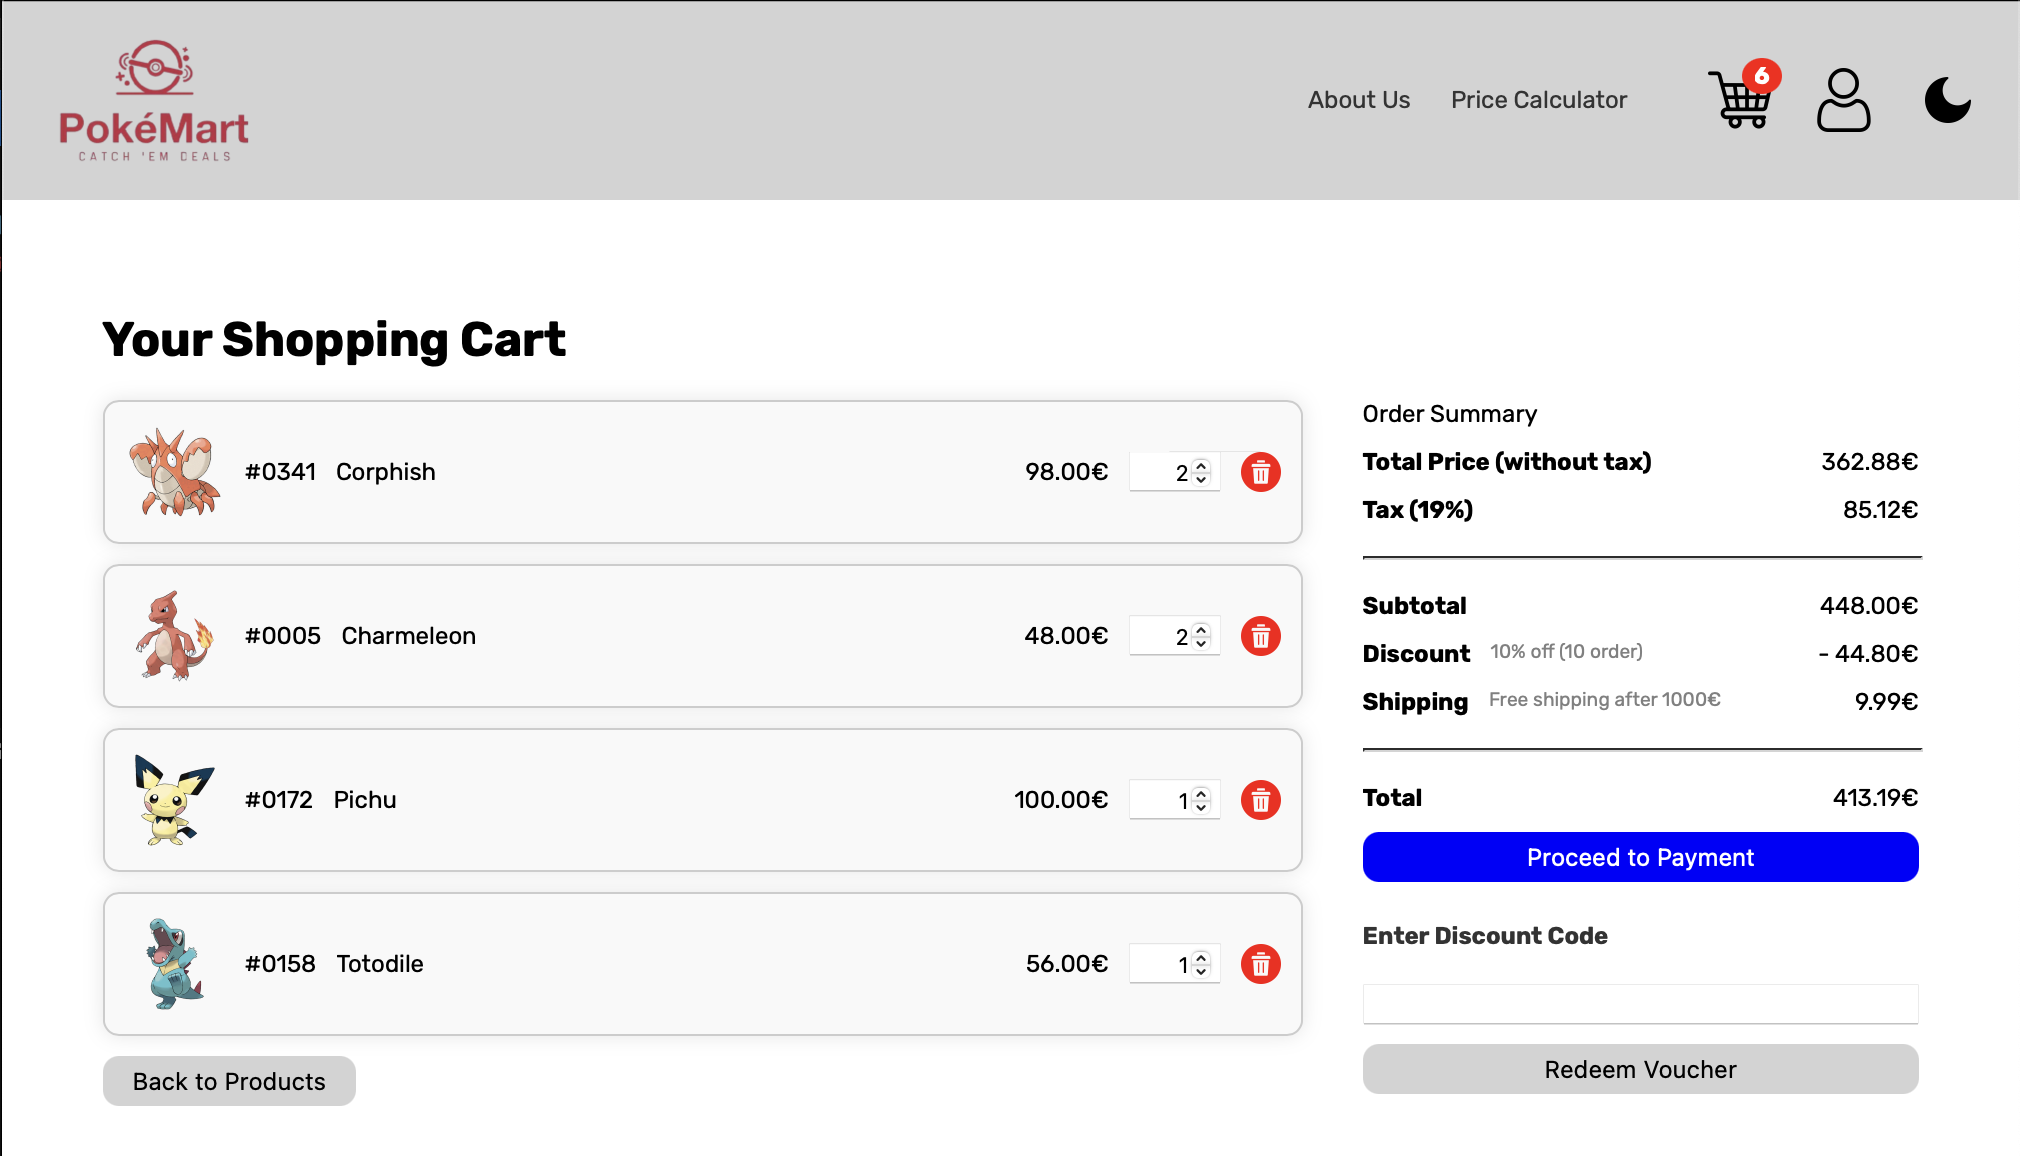 PokéMart
CATCH 'EM DEALS
About Us
Price Calculator
6
Your Shopping Cart
#0341 Corphish 98.00€ 2
#0005 Charmeleon 48.00€ 2
#0172 Pichu 100.00€ 1
#0158 Totodile 56.00€ 1
Back to Products
Order Summary
Total Price (without tax) 362.88€
Tax (19%) 85.12€
Subtotal 448.00€
Discount 10% off (10 order) - 44.80€
Shipping Free shipping after 1000€ 9.99€
Total 413.19€
Proceed to Payment
Enter Discount Code
Redeem Voucher